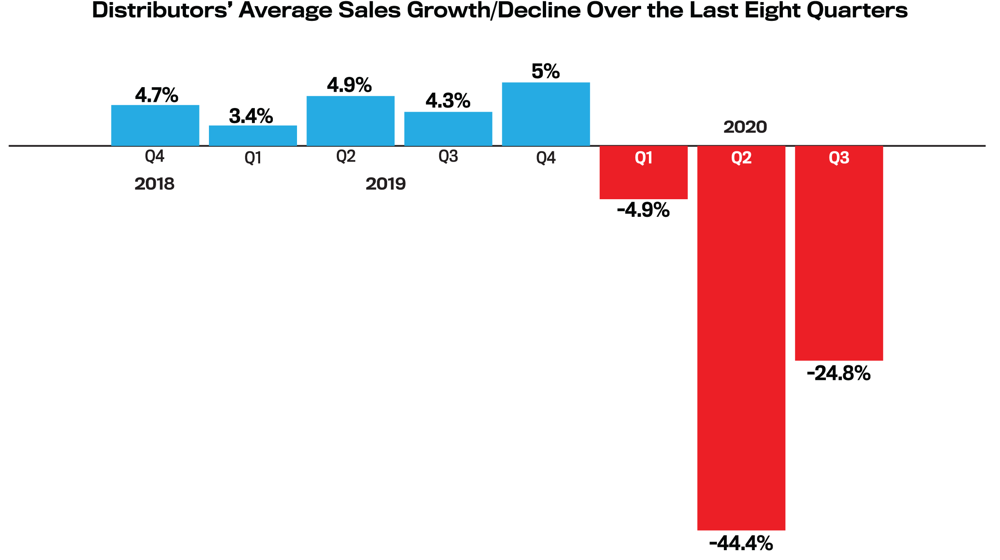 Distributors’ Average Sales Growth/Decline Over the Last Eight Quarters
4.7%
3.4%
4.9%
4.3%
5%
2020
Q4
Q1
Q2
Q3
Q4
Q1
Q2
Q3
2018
2019
-4.9%
-24.8%
-44.4%